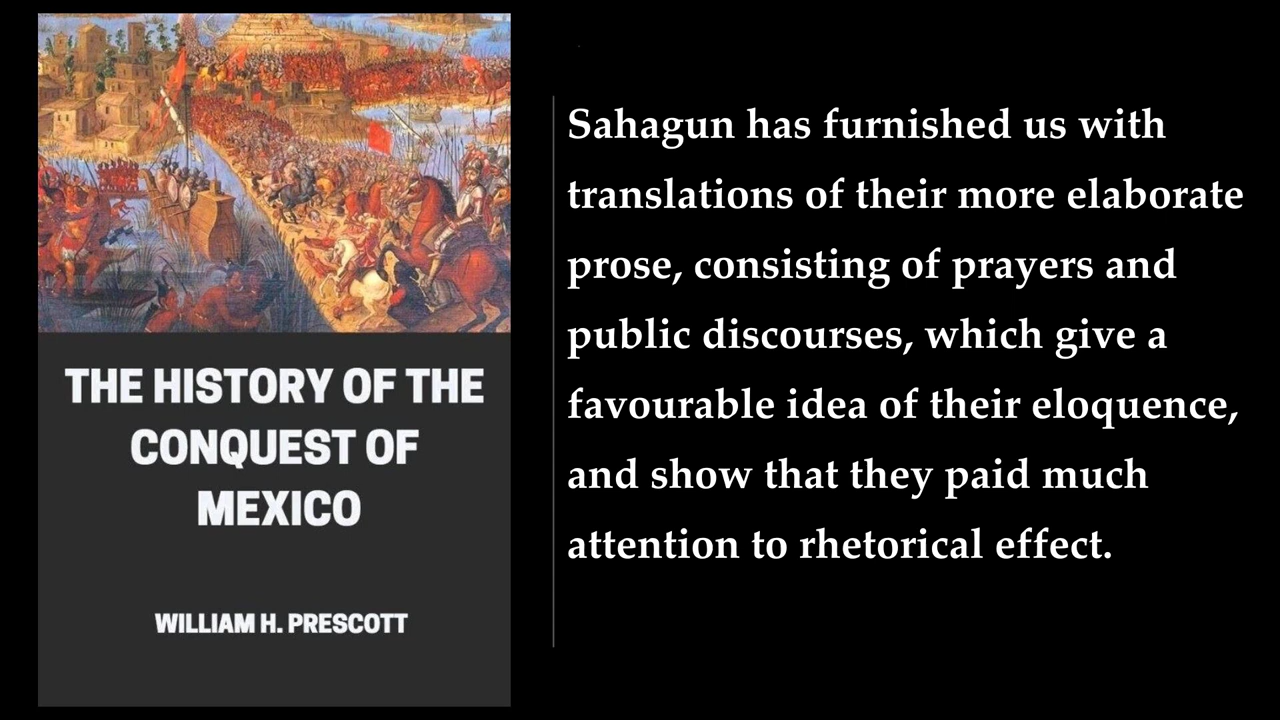 THE HISTORY OF THE
CONQUEST OF
MEXICO
WILLIAM H. PRESCOTT
Sahagun has furnished us with
translations of their more elaborate
prose, consisting of prayers and
public discourses, which give a
favourable idea of their eloquence,
and show that they paid much
attention to rhetorical effect.